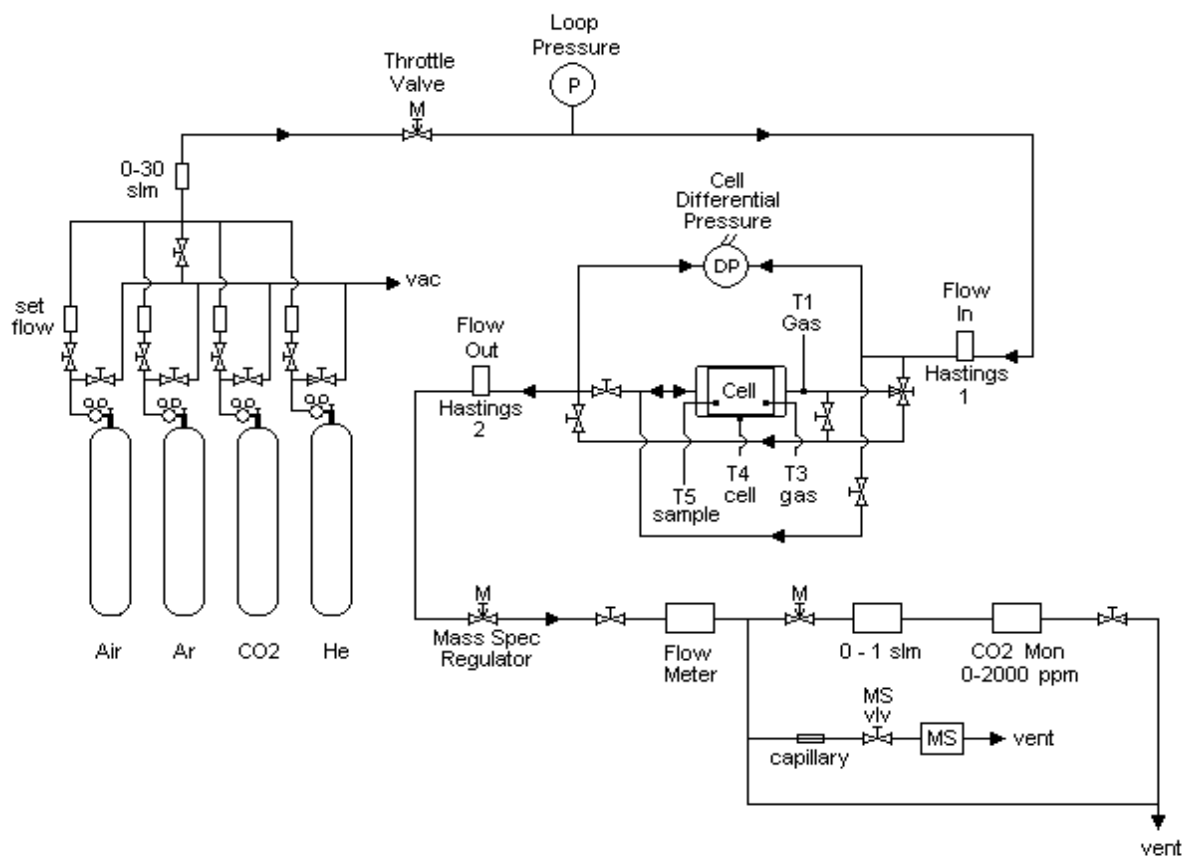 Loop
Pressure
P
Throttle
Valve
M
0-30
slm
Cell
Differential
Pressure
DP
vac
set
flow
Flow
Out
Hastings
2
T1
Gas
Flow
In
Hastings
1
Cell
T5
sample
T4
cell
T3
gas
Air
Ar
CO2
He
M
Mass Spec
Regulator
Flow
Meter
M
0 - 1 slm
CO2 Mon
0-2000 ppm
MS
vlv
capillary
MS
vent
vent